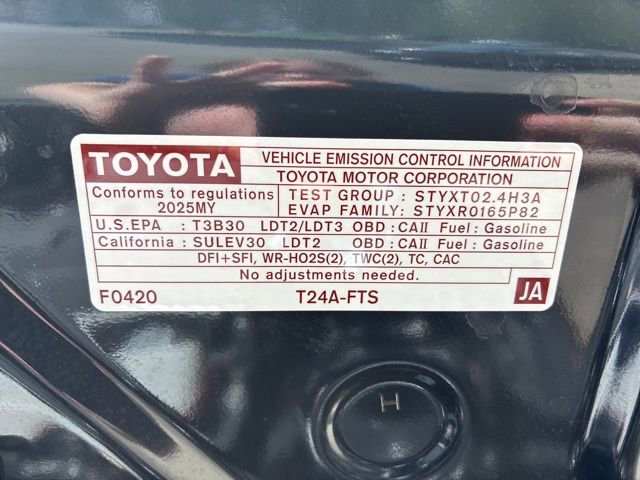 TOYOTA
VEHICLE EMISSION CONTROL INFORMATION
TOYOTA MOTOR CORPORATION
Conforms to regulations
2025MY
TEST GROUP : STYXT02.4H3A
EVAP FAMILY: STYXR0165P82
U.S.EPA : T3B30 LDT2/LDT3 OBD : CAII Fuel : Gasoline
California : SULEV30 LDT2 OBD : CAII Fuel : Gasoline
DFI+SFI, WR-HO2S(2), TWC(2), TC, CAC
No adjustments needed.
F0420 T24A-FTS JA
H